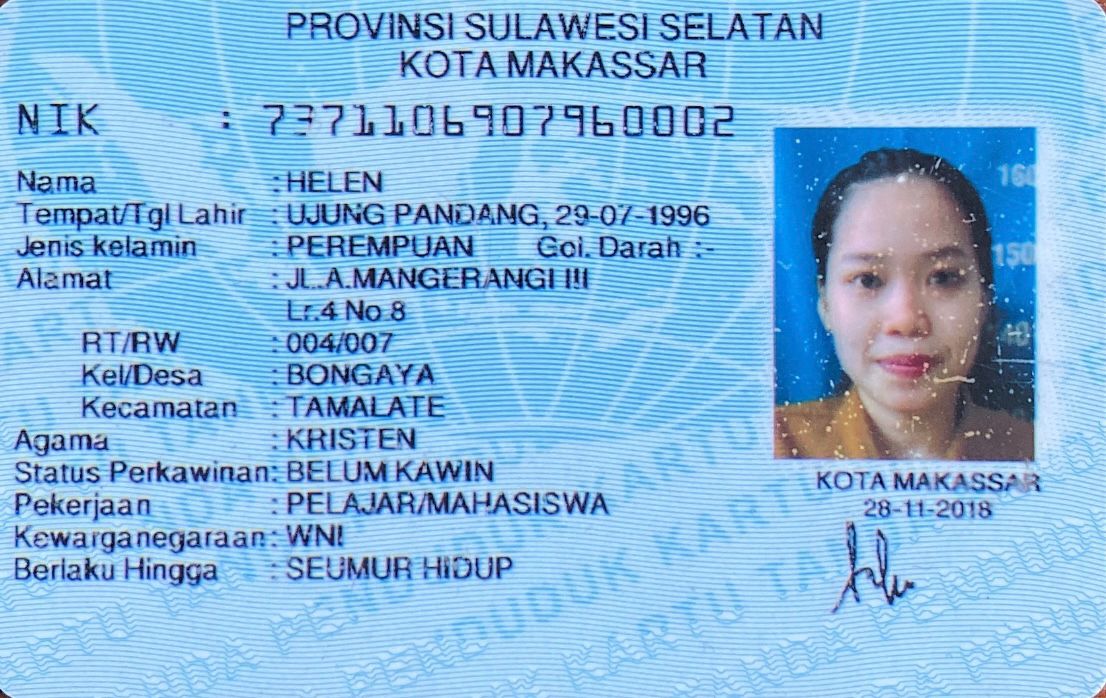 PROVINSI SULAWESI SELATAN
KOTA MAKASSAR
NIK : 7371106907960002
Nama : HELEN
Tempat/Tgl Lahir : UJUNG PANDANG, 29-07-1996
Jenis kelamin : PEREMPUAN Gol. Darah :-
Alamat : JL.A.MANGERANGI III
Lr.4 No 8
RT/RW : 004/007
Kel/Desa : BONGAYA
Kecamatan : TAMALATE
Agama : KRISTEN
Status Perkawinan: BELUM KAWIN
Pekerjaan : PELAJAR/MAHASISWA
Kewarganegaraan: WNI
Berlaku Hingga : SEUMUR HIDUP
160
150
KOTA MAKASSAR
28-11-2018